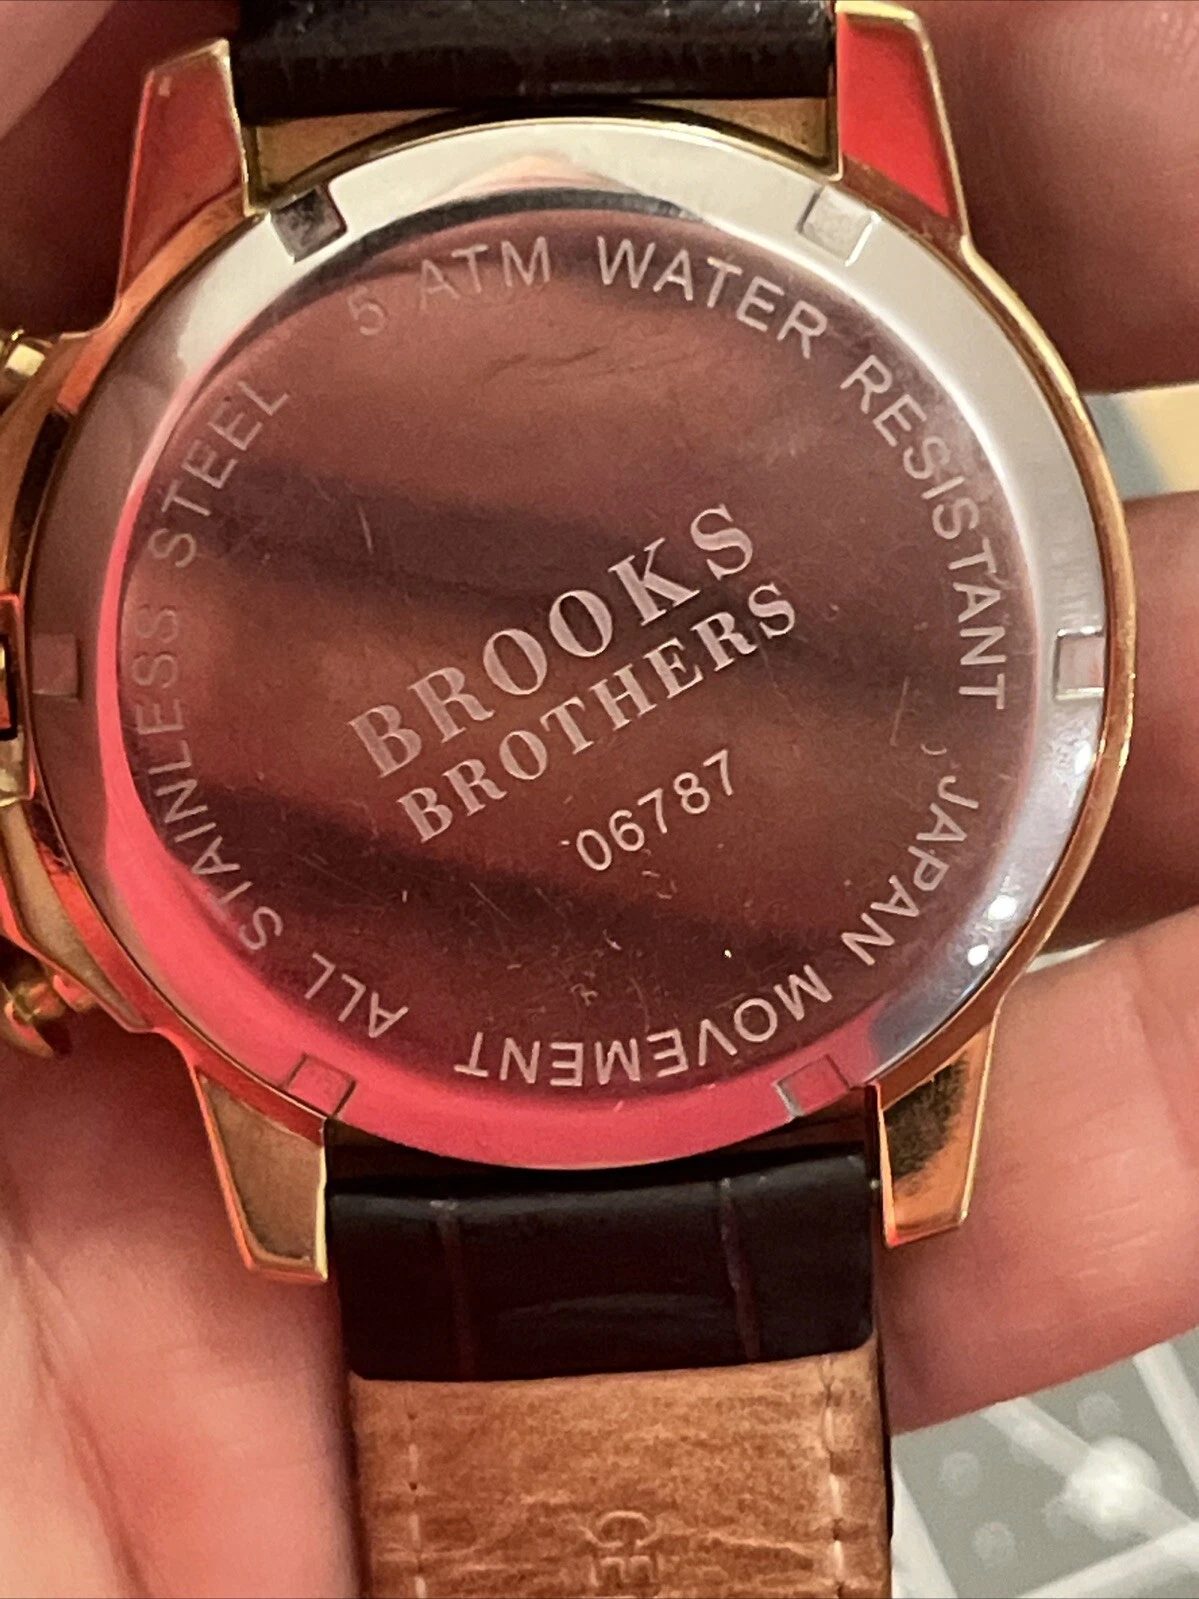 5 ATM WATER RESISTANT
JAPAN MOVEMENT
ALL STAINLESS STEEL
BROOKS
BROTHERS
06787